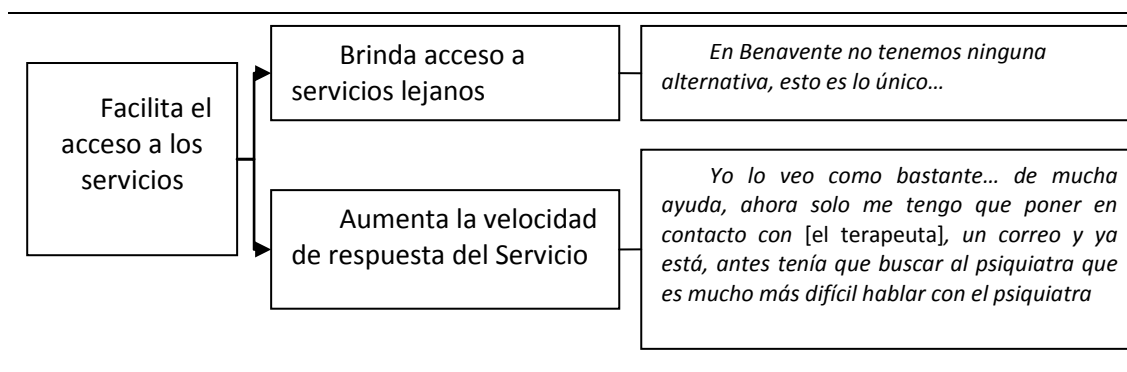 Facilita el
acceso a los
servicios
Brinda acceso a
servicios lejanos
En Benavente no tenemos ninguna
alternativa, esto es lo único…
Aumenta la velocidad
de respuesta del Servicio
Yo lo veo como bastante… de mucha
ayuda, ahora solo me tengo que poner en
contacto con [el terapeuta], un correo y ya
está, antes tenía que buscar al psiquiatra que
es mucho más difícil hablar con el psiquiatra